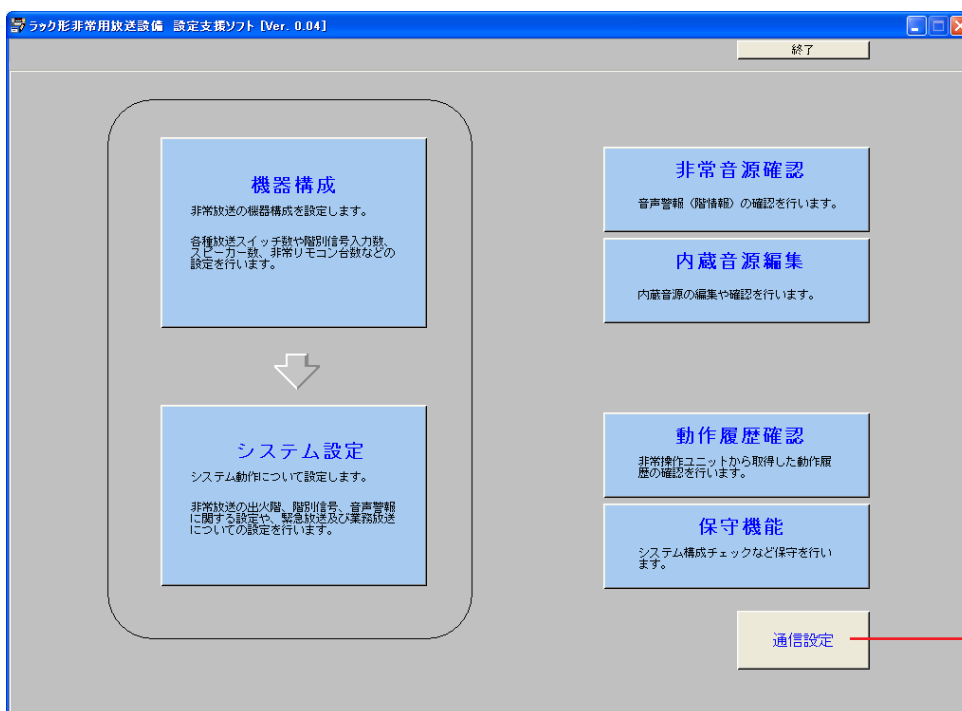 ラック形非常用放送設備 設定支援ソフト [Ver. 0.04]
終了
機器構成
非常放送の機器構成を設定します。
各種放送スイッチ数や階別信号入力数、
スピーカー数、非常リモコン台数などの
設定を行います。
システム設定
システム動作について設定します。
非常放送の出火階、階別信号、音声警報
に関する設定や、緊急放送及び業務放送
についての設定を行います。
非常音源確認
音声警報（階情報）の確認を行います。
内蔵音源編集
内蔵音源の編集や確認を行います。
動作履歴確認
非常操作ユニットから取得した動作履
歴の確認を行います。
保守機能
システム構成チェックなど保守を行い
ます。
通信設定